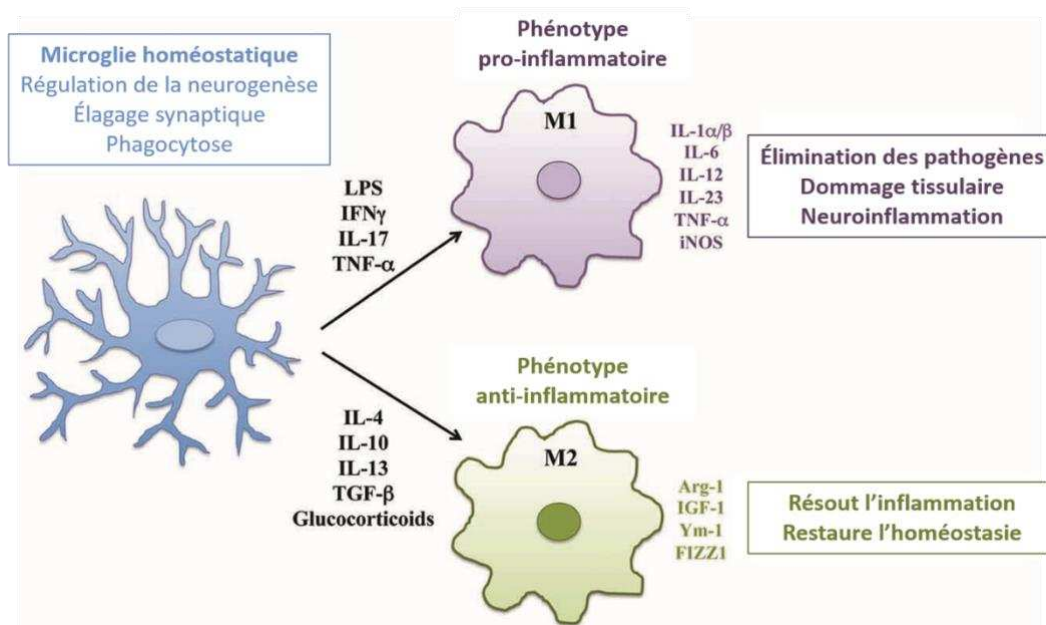 Microglie homéostatique
Régulation de la neurogenèse
Élagage synaptique
Phagocytose
LPS
IFNγ
IL-17
TNF-α
Phénotype
pro-inflammatoire
M1
IL-1α/β
IL-6
IL-12
IL-23
TNF-α
iNOS
Élimination des pathogènes
Dommage tissulaire
Neuroinflammation
IL-4
IL-10
IL-13
TGF-β
Glucocorticoids
Phénotype
anti-inflammatoire
M2
Arg-1
IGF-1
Ym-1
FIZZ1
Résout l’inflammation
Restaure l’homéostasie